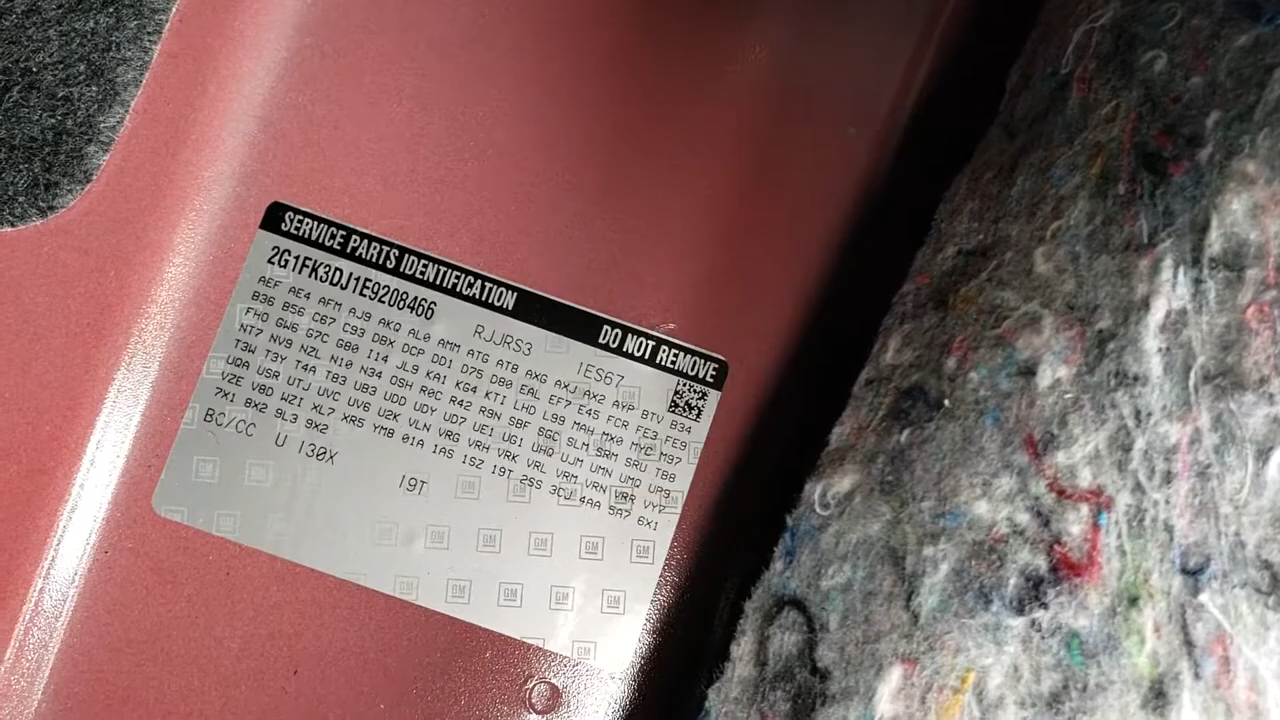 SERVICE PARTS IDENTIFICATION DO NOT REMOVE
2G1FK3DJ1E9208466 RJJRS3 1ES67
AEF AE4 AFM AJ9 AKQ AL0 AMM ATG AT8 AXG AXJ AX2 AYP BTV B34
B36 B56 C67 C93 DBX DCP DD1 D75 D80 EAL EF7 E45 FCR FE3 FE9
FHO GW6 G7C G80 I14 JL9 KA1 KG4 KTI LHD L99 MAH MX0 MYC M97
NT7 NV9 NZL N10 N34 OSH R0C R42 R9N SBF SGC SLM SRM SRU TB8
T3W T3Y T4A T83 UB3 UDD UDY UD7 UE1 UG1 UHQ UJM UMN UMQ UP9
UQA USR UTJ UVC UV6 U2K VLN VRG VRH VRK VRL VRM VRN VRR VY7
VZE V8D WZI XL7 XR5 YM8 01A 1AS 1SZ 19T 2SS 3CU 4AA 5A7 6X1
7X1 8X2 9L3 9X2
BC/CC U 130X
19T
GM